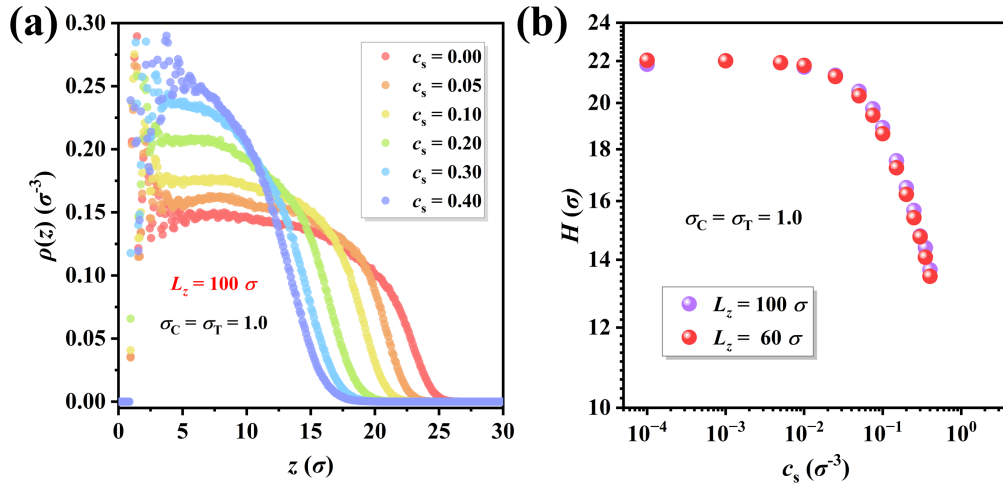 (a)
0.30
0.25
0.20
0.15
0.10
0.05
0.00
ρ(z) (σ⁻³)
c_s = 0.00
c_s = 0.05
c_s = 0.10
c_s = 0.20
c_s = 0.30
c_s = 0.40
L_z = 100 σ
σ_C = σ_T = 1.0
0 5 10 15 20 25 30
z (σ)
(b)
24
22
20
18
16
14
12
10
H (σ)
σ_C = σ_T = 1.0
L_z = 100 σ
L_z = 60 σ
10⁻⁴ 10⁻³ 10⁻² 10⁻¹ 10⁰
c_s (σ⁻³)